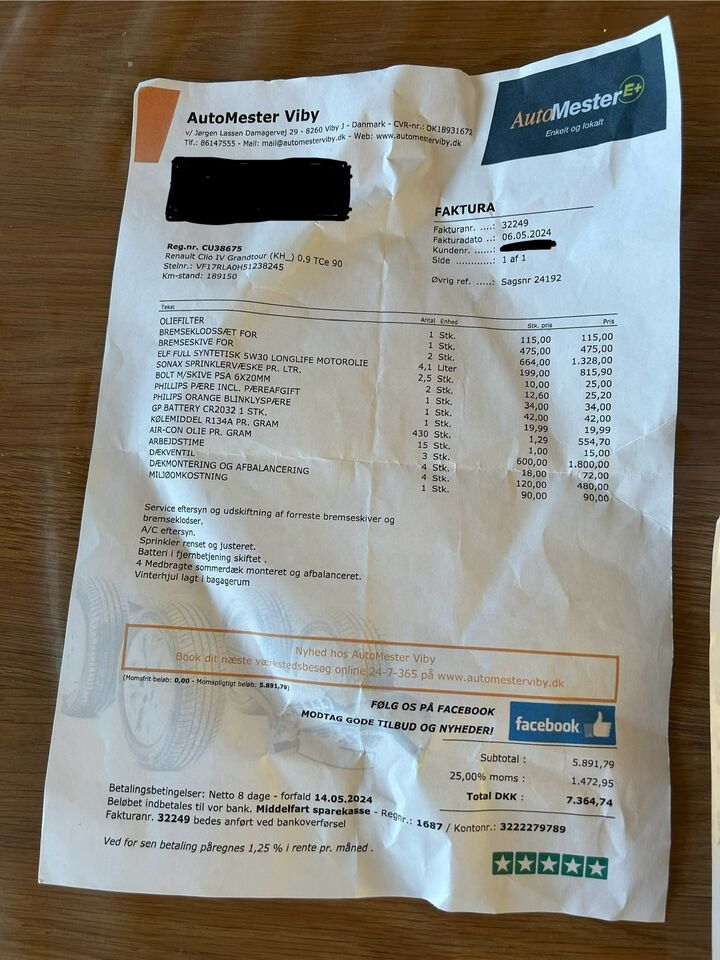 AutoMester Viby
v/ Jørgen Lassen Damagervej 29 - 8260 Viby J - Danmark - CVR-nr.: DK18931672
Tlf.: 86147555 - Mail: mail@automesterviby.dk - Web: www.automesterviby.dk
AutoMester E+
Enkelt og lokalt
FAKTURA
Fakturanr. ....: 32249
Fakturadato ..: 06.05.2024
Kundenr. .....:
Side ..........: 1 af 1
Øvrig ref. .....: Sagsnr 24192
Reg.nr. CU38675
Renault Clio IV Grandtour (KH_) 0,9 TCe 90
Stelnr.: VF17RLA0H51238245
Km-stand: 189150
Tekst Antal Enhed Stk. pris Pris
OLIEFILTER 1 Stk. 115,00 115,00
BREMSEKLODSSÆT FOR 1 Stk. 475,00 475,00
BREMSESKIVE FOR 2 Stk. 664,00 1.328,00
ELF FULL SYNTETISK 5W30 LONGLIFE MOTOROLIE 4,1 Liter 199,00 815,90
SONAX SPRINKLERVÆSKE PR. LTR. 2,5 Stk. 10,00 25,00
BOLT M/SKIVE PSA 6X20MM 2 Stk. 12,60 25,20
PHILLIPS PÆRE INCL. PÆREAFGIFT 1 Stk. 34,00 34,00
PHILIPS ORANGE BLINKLYSPÆRE 1 Stk. 42,00 42,00
GP BATTERY CR2032 1 STK. 1 Stk. 19,99 19,99
KØLEMIDDEL R134A PR. GRAM 430 Stk. 1,29 554,70
AIR-CON OLIE PR. GRAM 15 Stk. 1,00 15,00
ARBEJDSTIME 3 Stk. 600,00 1.800,00
DÆKVENTIL 4 Stk. 18,00 72,00
DÆKMONTERING OG AFBALANCERING 4 Stk. 120,00 480,00
MILJØOMKOSTNING 1 Stk. 90,00 90,00
Service eftersyn og udskiftning af forreste bremseskiver og
bremseklodser.
A/C eftersyn.
Sprinkler renset og justeret.
Batteri i fjernbetjening skiftet .
4 Medbragte sommerdæk monteret og afbalanceret.
Vinterhjul lagt i bagagerum
Nyhed hos AutoMester Viby
Book dit næste værkstedsbesøg online 24-7-365 på www.automesterviby.dk
(Momsfrit beløb: 0,00 - Momspligtigt beløb: 5.891,79)
FØLG OS PÅ FACEBOOK
MODTAG GODE TILBUD OG NYHEDER!
facebook
Subtotal : 5.891,79
25,00% moms : 1.472,95
Total DKK : 7.364,74
Betalingsbetingelser: Netto 8 dage - forfald 14.05.2024
Beløbet indbetales til vor bank. Middelfart sparekasse - Regnr.: 1687 / Kontonr.: 3222279789
Fakturanr. 32249 bedes anført ved bankoverførsel
Ved for sen betaling påregnes 1,25 % i rente pr. måned .